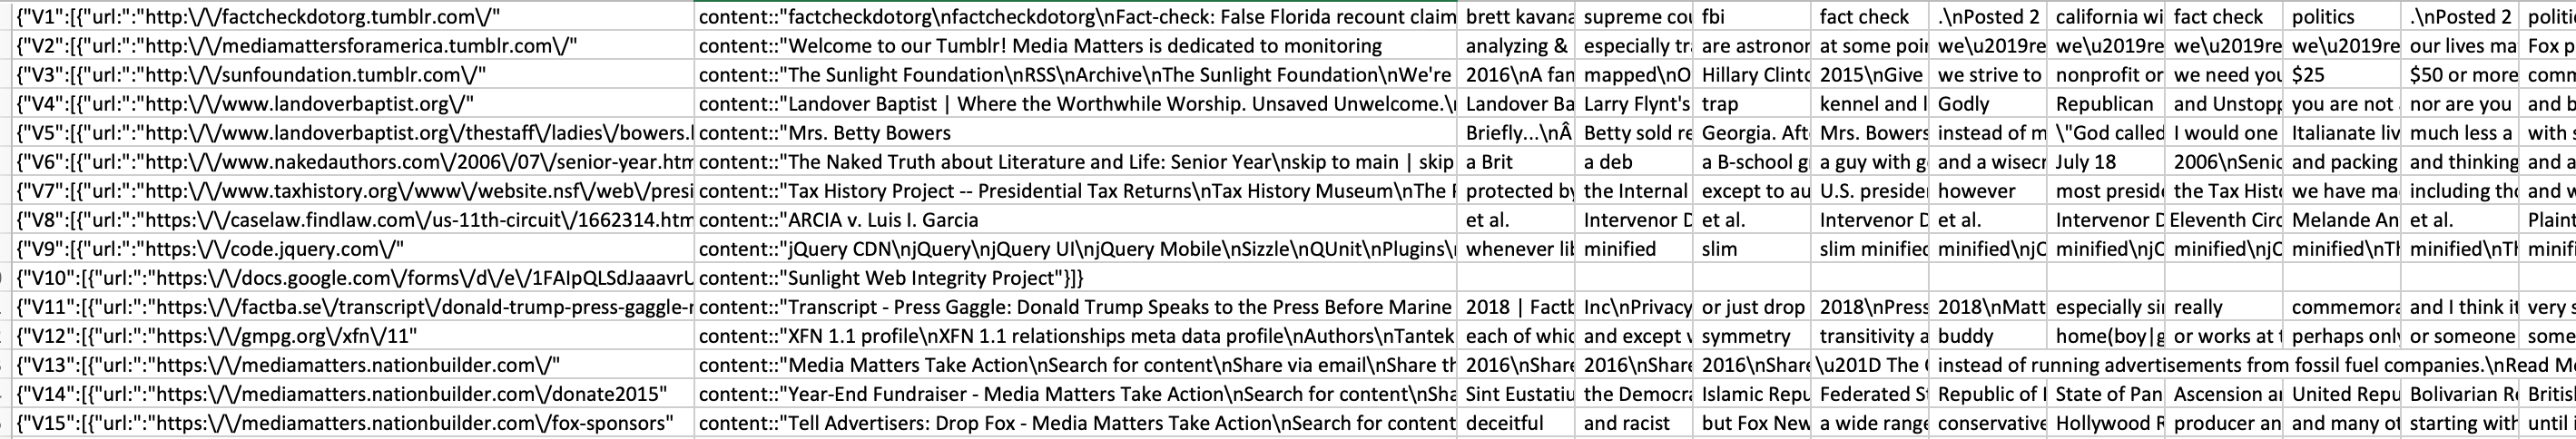 {"V1":[{"url:":"http:\/\/factcheckdotorg.tumblr.com\/" content::"factcheckdotorg\nfactcheckdotorg\nFact-check: False Florida recount claim brett kavana supreme cou fbi fact check .\nPosted 2 california wi fact check politics .\nPosted 2 politi
{"V2":[{"url:":"http:\/\/mediamattersforamerica.tumblr.com\/" content::"Welcome to our Tumblr! Media Matters is dedicated to monitoring analyzing & especially tr are astronor at some poi we\u2019re we\u2019re we\u2019re we\u2019re our lives ma Fox p
{"V3":[{"url:":"http:\/\/sunfoundation.tumblr.com\/" content::"The Sunlight Foundation\nRSS\nArchive\nThe Sunlight Foundation\nWe're 2016\nA fan mapped\nO Hillary Clinto 2015\nGive we strive to nonprofit or we need you $25 $50 or more comm
{"V4":[{"url:":"http:\/\/www.landoverbaptist.org\/" content::"Landover Baptist | Where the Worthwhile Worship. Unsaved Unwelcome.\ Landover Ba Larry Flynt's trap kennel and l Godly Republican and Unstopp you are not nor are you and b
{"V5":[{"url:":"http:\/\/www.landoverbaptist.org\/thestaff\/ladies\/bowers.l content::"Mrs. Betty Bowers Briefly...\nÂ Betty sold re Georgia. Aft Mrs. Bowers instead of m \"God called I would one Italianate liv much less a with s
{"V6":[{"url:":"http:\/\/www.nakedauthors.com\/2006\/07\/senior-year.htm content::"The Naked Truth about Literature and Life: Senior Year\nskip to main | skip a Brit a deb a B-school g a guy with g and a wisecr July 18 2006\nSenic and packing and thinking and a
{"V7":[{"url:":"http:\/\/www.taxhistory.org\/www\/website.nsf\/web\/presi content::"Tax History Project -- Presidential Tax Returns\nTax History Museum\nThe protected by the Internal except to au U.S. preside however most preside the Tax Hist we have ma including tho and w
{"V8":[{"url:":"https:\/\/caselaw.findlaw.com\/us-11th-circuit\/1662314.htm content::"ARCIA v. Luis I. Garcia et al. Intervenor D et al. Intervenor D et al. Intervenor D Eleventh Circ Melande An et al. Plaint
{"V9":[{"url:":"https:\/\/code.jquery.com\/" content::"jQuery CDN\njQuery\njQuery UI\njQuery Mobile\nSizzle\nQUnit\nPlugins\ whenever lib minified slim slim minified minified\njC minified\njC minified\njC minified\nTh minified\nTh minifi
{"V10":[{"url:":"https:\/\/docs.google.com\/forms\/d\/e\/1FAIpQLSdJaaavrU content::"Sunlight Web Integrity Project"}]}
{"V11":[{"url:":"https:\/\/factba.se\/transcript\/donald-trump-press-gaggle- content::"Transcript - Press Gaggle: Donald Trump Speaks to the Press Before Marine 2018 | Factb Inc\nPrivacy or just drop 2018\nPress 2018\nMatt especially si really commemora and I think it very s
{"V12":[{"url:":"https:\/\/gmpg.org\/xfn\/11" content::"XFN 1.1 profile\nXFN 1.1 relationships meta data profile\nAuthors\nTantek each of whic and except symmetry transitivity a buddy home(boy|g or works at perhaps only or someone some
{"V13":[{"url:":"https:\/\/mediamatters.nationbuilder.com\/" content::"Media Matters Take Action\nSearch for content\nShare via email\nShare th 2016\nShare 2016\nShare 2016\nShare \u201D The instead of running advertisements from fossil fuel companies.\nRead M
{"V14":[{"url:":"https:\/\/mediamatters.nationbuilder.com\/donate2015" content::"Year-End Fundraiser - Media Matters Take Action\nSearch for content\nSha Sint Eustatiu the Democra Islamic Repu Federated S Republic of State of Pan Ascension a United Repu Bolivarian R British
{"V15":[{"url:":"https:\/\/mediamatters.nationbuilder.com\/fox-sponsors" content::"Tell Advertisers: Drop Fox - Media Matters Take Action\nSearch for content deceitful and racist but Fox New a wide range conservative Hollywood producer an and many ot starting with until